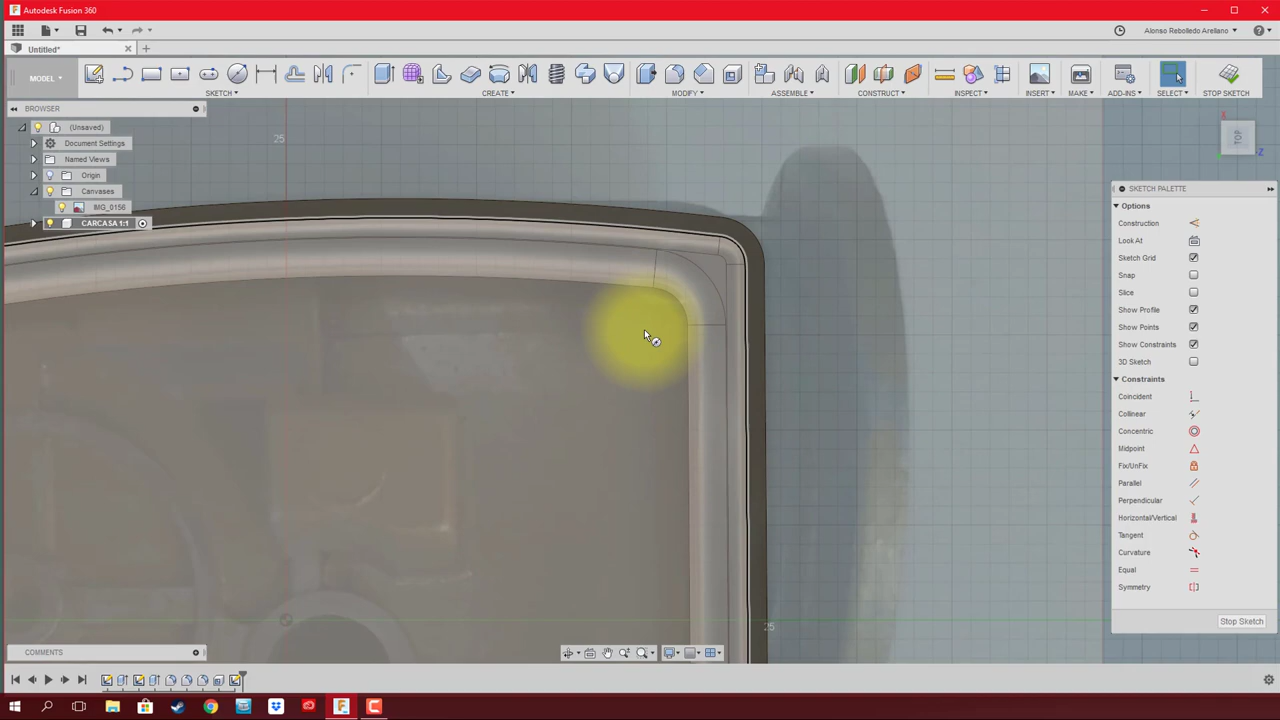 Autodesk Fusion 360
Alonso Rebolledo Arellano
Untitled*
MODEL
SKETCH
CREATE
MODIFY
ASSEMBLE
CONSTRUCT
INSPECT
INSERT
MAKE
ADD-INS
SELECT
STOP SKETCH
BROWSER
(Unsaved)
Document Settings
Named Views
Origin
Canvases
IMG_0156
CARCASA 1:1
25
X
TOP
Z
SKETCH PALETTE
Options
Construction
Look At
Sketch Grid
Snap
Slice
Show Profile
Show Points
Show Constraints
3D Sketch
Constraints
Coincident
Collinear
Concentric
Midpoint
Fix/UnFix
Parallel
Perpendicular
Horizontal/Vertical
Tangent
Curvature
Equal
Symmetry
Stop Sketch
25
COMMENTS